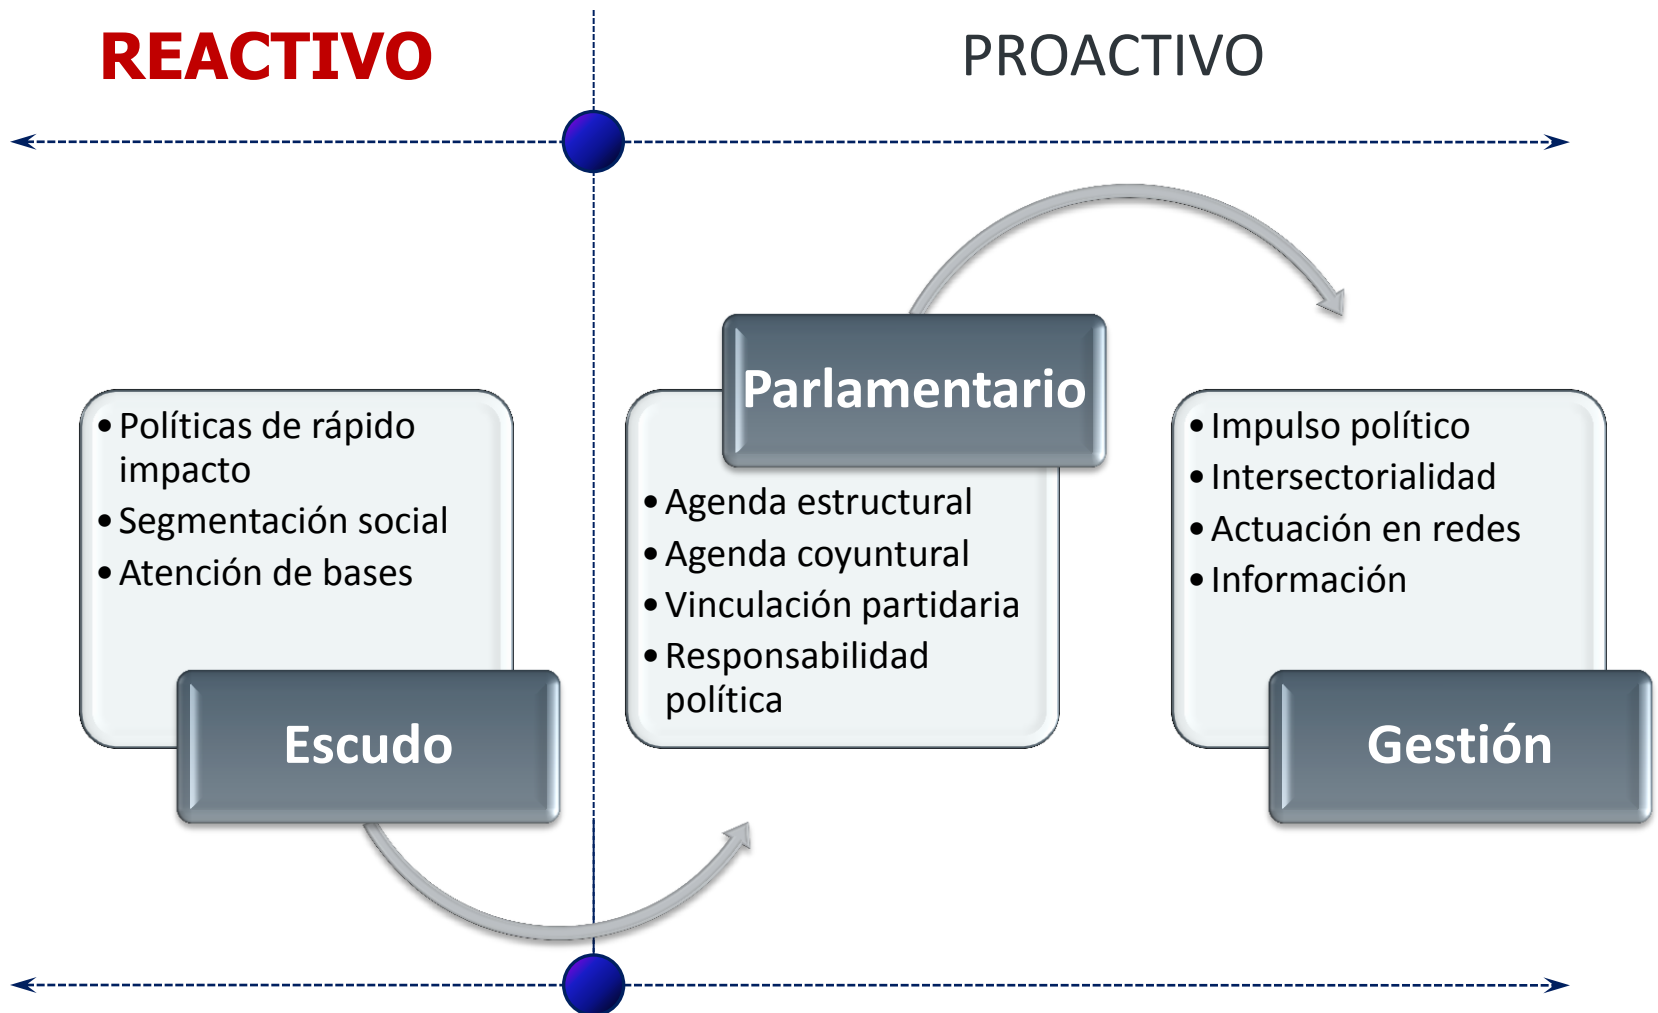 REACTIVO
PROACTIVO
• Políticas de rápido
impacto
• Segmentación social
• Atención de bases
Escudo
Parlamentario
• Agenda estructural
• Agenda coyuntural
• Vinculación partidaria
• Responsabilidad
política
• Impulso político
• Intersectorialidad
• Actuación en redes
• Información
Gestión